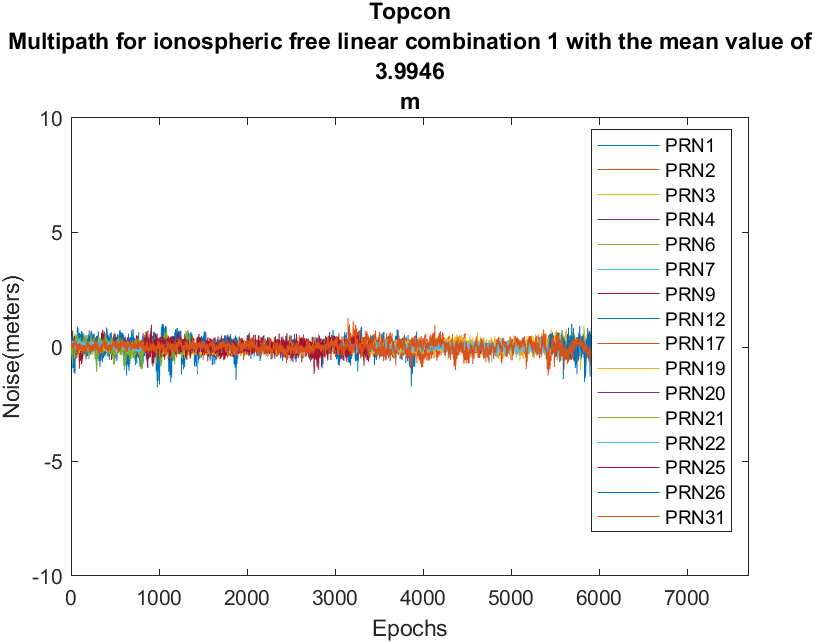 Topcon
Multipath for ionospheric free linear combination 1 with the mean value of
3.9946
m
10
5
0
-5
-10
Noise(meters)
0 1000 2000 3000 4000 5000 6000 7000
Epochs
PRN1
PRN2
PRN3
PRN4
PRN6
PRN7
PRN9
PRN12
PRN17
PRN19
PRN20
PRN21
PRN22
PRN25
PRN26
PRN31